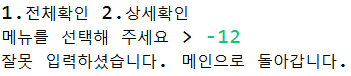 1.전체확인 2.상세확인
메뉴를 선택해 주세요 > -12
잘못 입력하셨습니다. 메인으로 돌아갑니다.